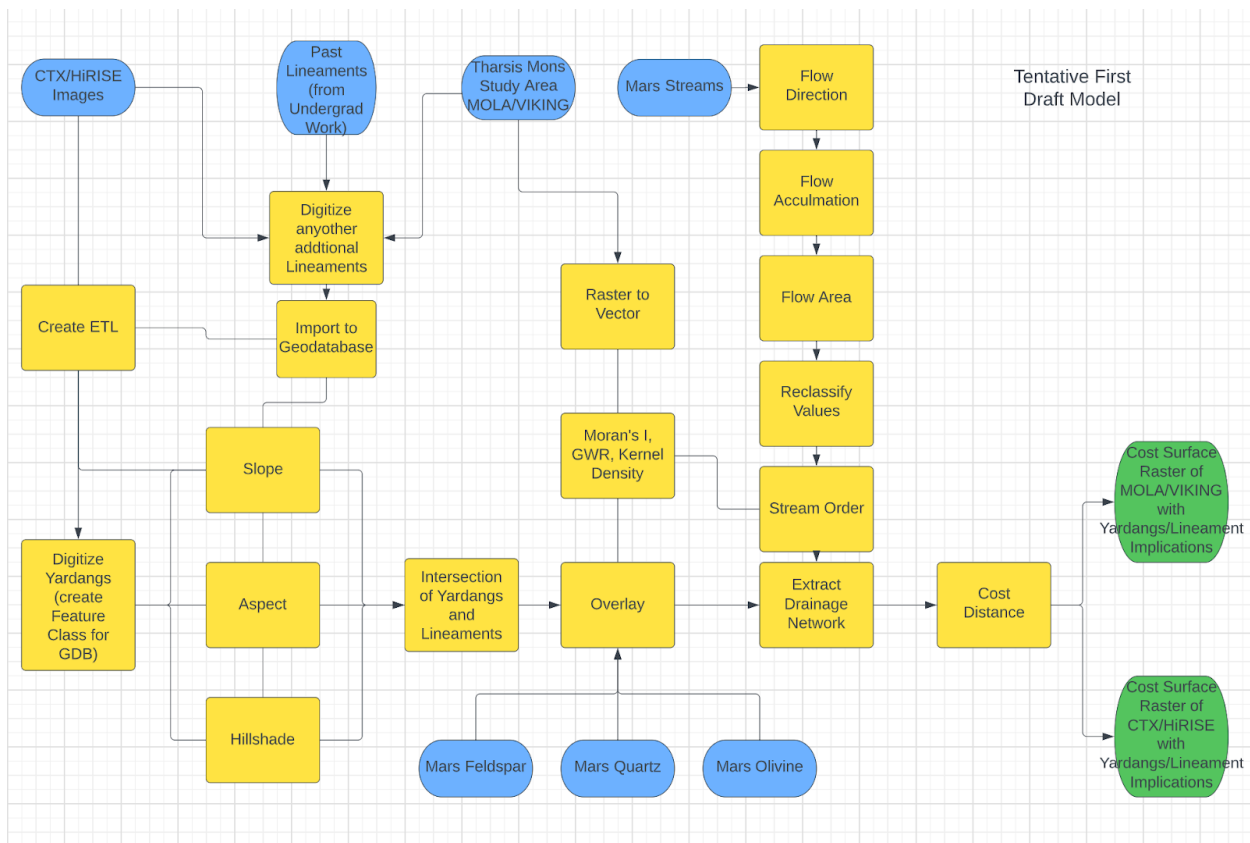 Tentative First
Draft Model
CTX/HiRISE
Images
Past
Lineaments
(from
Undergrad
Work)
Tharsis Mons
Study Area
MOLA/VIKING
Mars Streams
Flow
Direction
Flow
Acculmation
Digitize
anyother
addtional
Lineaments
Create ETL
Import to
Geodatabase
Raster to
Vector
Flow Area
Reclassify
Values
Slope
Moran's I,
GWR, Kernel
Density
Stream Order
Digitize
Yardangs
(create
Feature
Class for
GDB)
Aspect
Hillshade
Intersection
of Yardangs
and
Lineaments
Overlay
Extract
Drainage
Network
Cost
Distance
Cost Surface
Raster of
MOLA/VIKING
with
Yardangs/Lineament
Implications
Cost Surface
Raster of
CTX/HiRISE
with
Yardangs/Lineament
Implications
Mars Feldspar
Mars Quartz
Mars Olivine